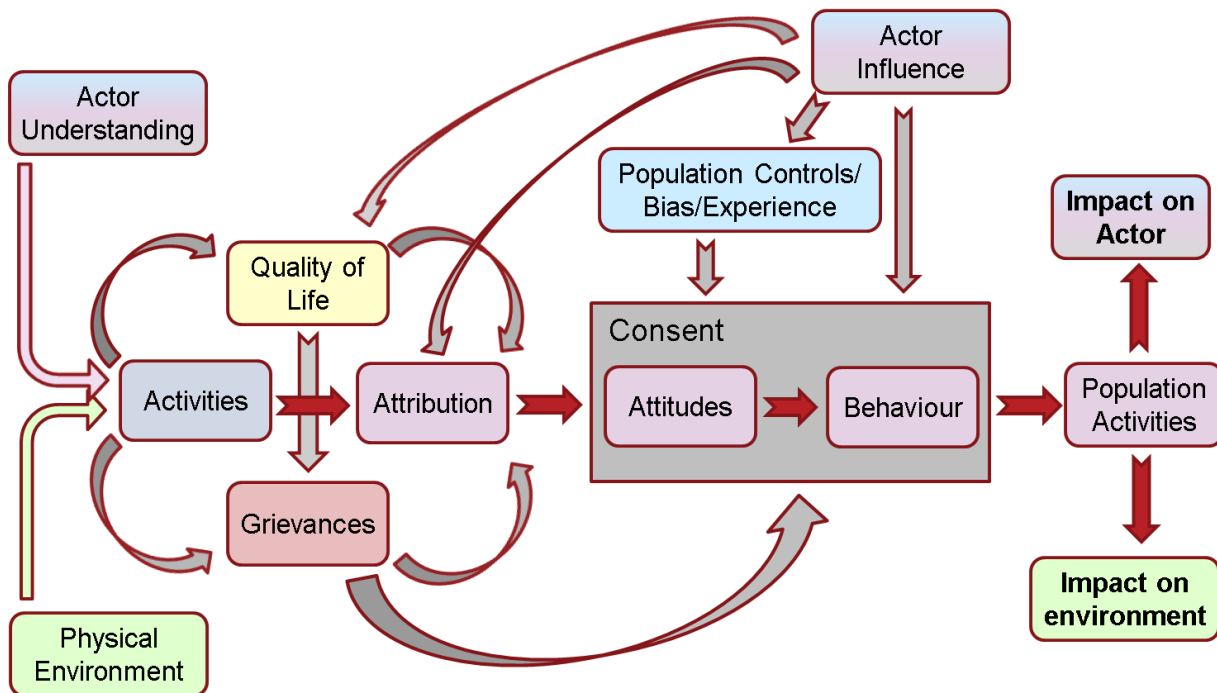 Actor
Influence
Actor
Understanding
Population Controls/
Bias/Experience
Impact on
Actor
Quality of
Life
Consent
Activities
Attribution
Attitudes
Behaviour
Population
Activities
Grievances
Impact on
environment
Physical
Environment